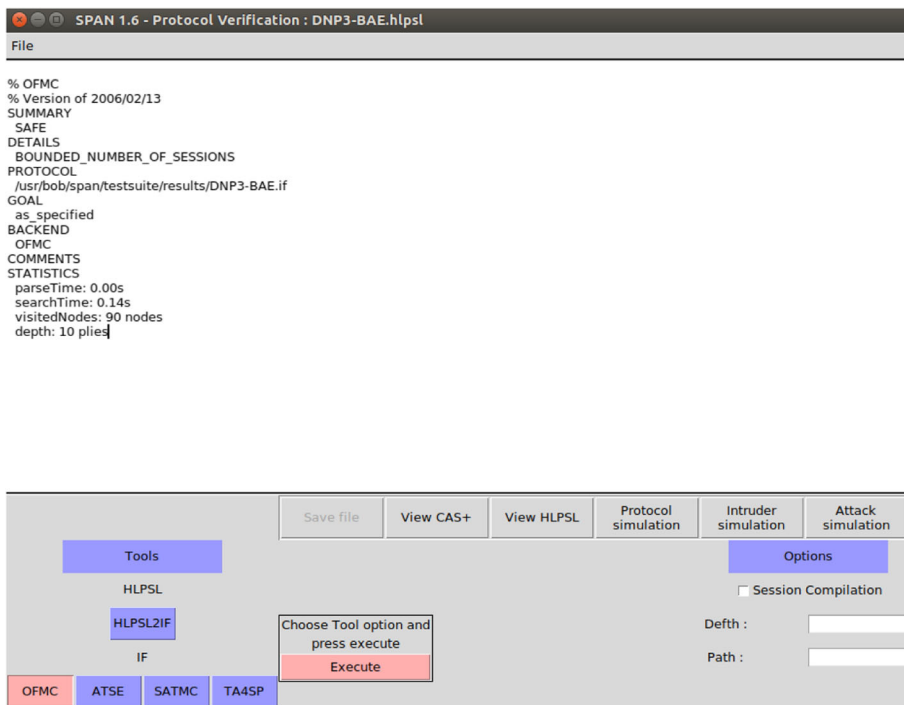 SPAN 1.6 - Protocol Verification : DNP3-BAE.hlpsl
File
% OFMC
% Version of 2006/02/13
SUMMARY
SAFE
DETAILS
BOUNDED_NUMBER_OF_SESSIONS
PROTOCOL
/usr/bob/span/testsuite/results/DNP3-BAE.if
GOAL
as_specified
BACKEND
OFMC
COMMENTS
STATISTICS
parseTime: 0.00s
searchTime: 0.14s
visitedNodes: 90 nodes
depth: 10 plies
Save file
View CAS+
View HLPSL
Protocol
simulation
Intruder
simulation
Attack
simulation
Tools
Options
HLPSL
Session Compilation
HLPSL2IF
Choose Tool option and
press execute
Execute
Defth :
IF
Path :
OFMC
ATSE
SATMC
TA4SP